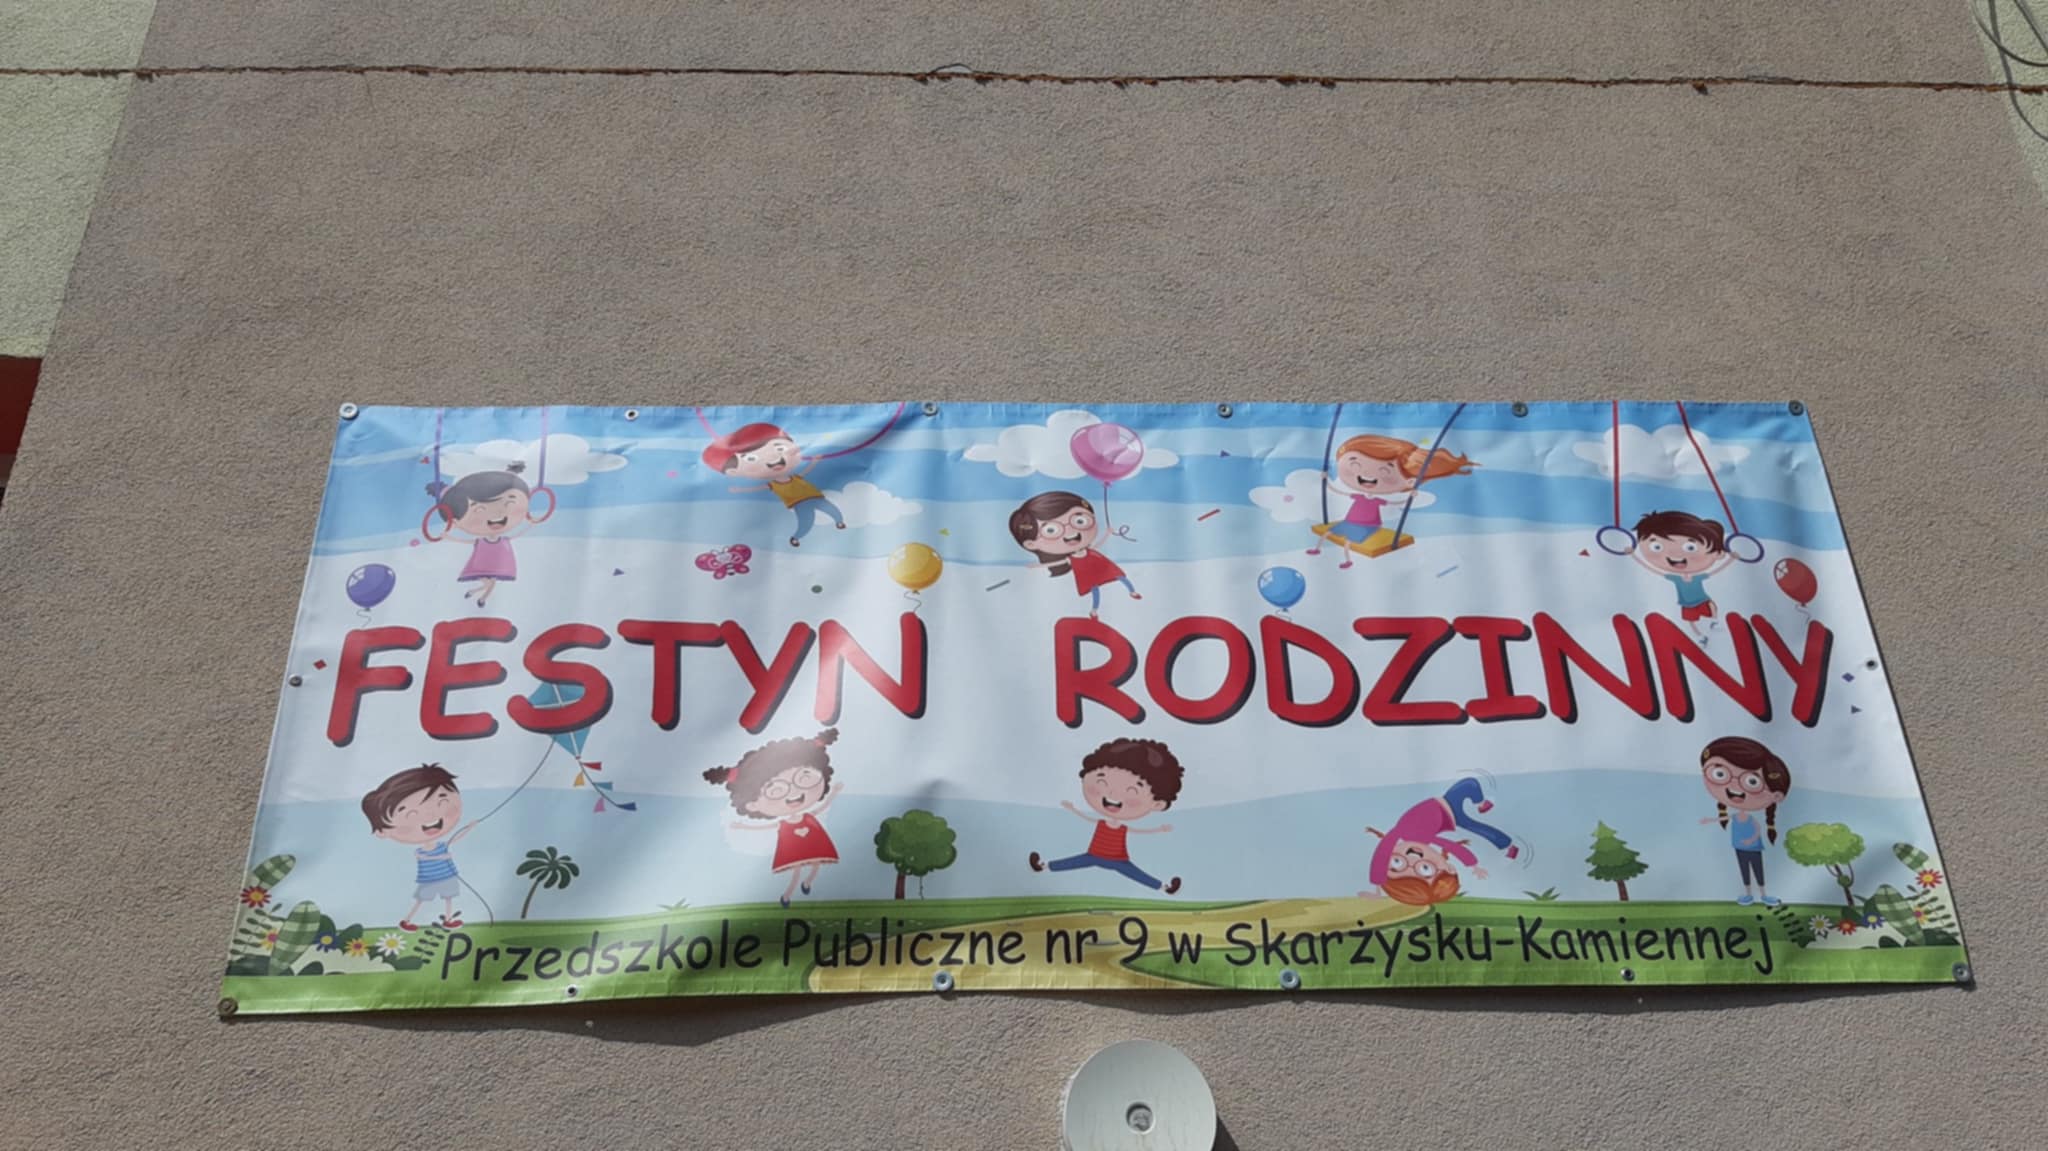 FESTYN RODZINNY
Przedszkole Publiczne nr 9 w Skarżysku-Kamiennej